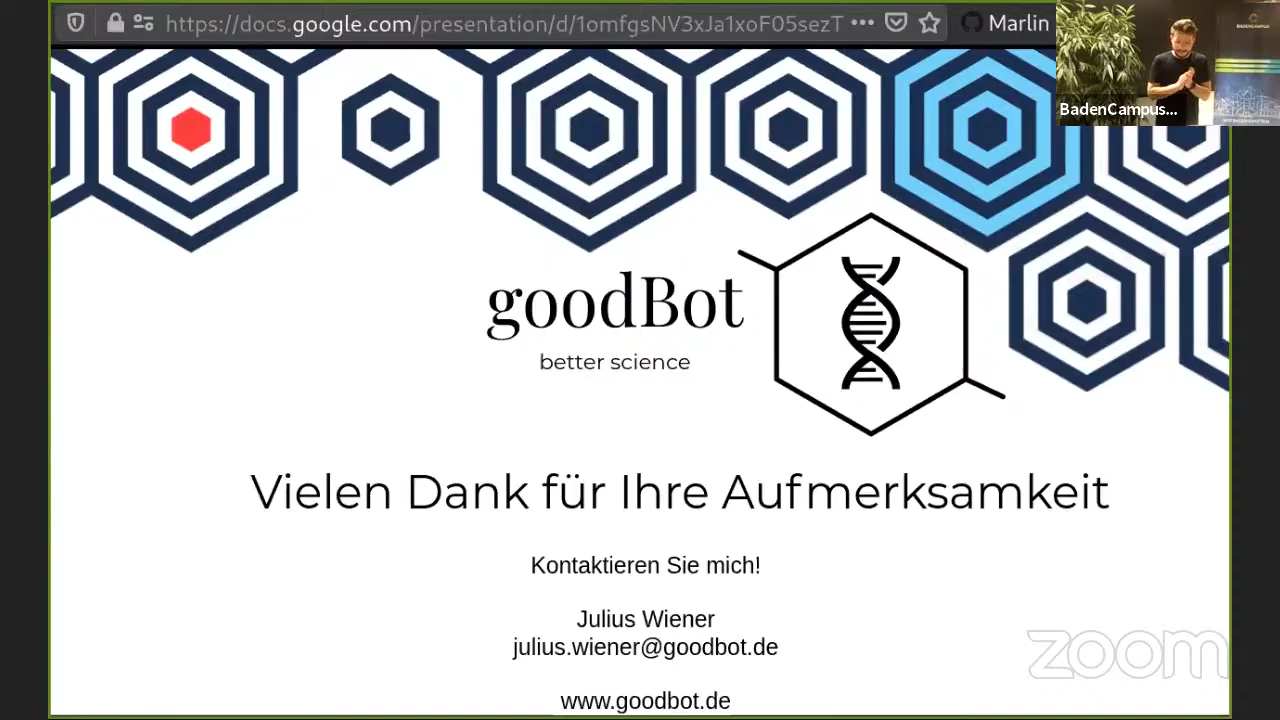 https://docs.google.com/presentation/d/1omfgsNV3xJa1xoF05sezT
Marlin
BadenCampus...
BADENCAMPUS
goodBot
better science
Vielen Dank für Ihre Aufmerksamkeit
Kontaktieren Sie mich!
Julius Wiener
julius.wiener@goodbot.de
www.goodbot.de
zoom